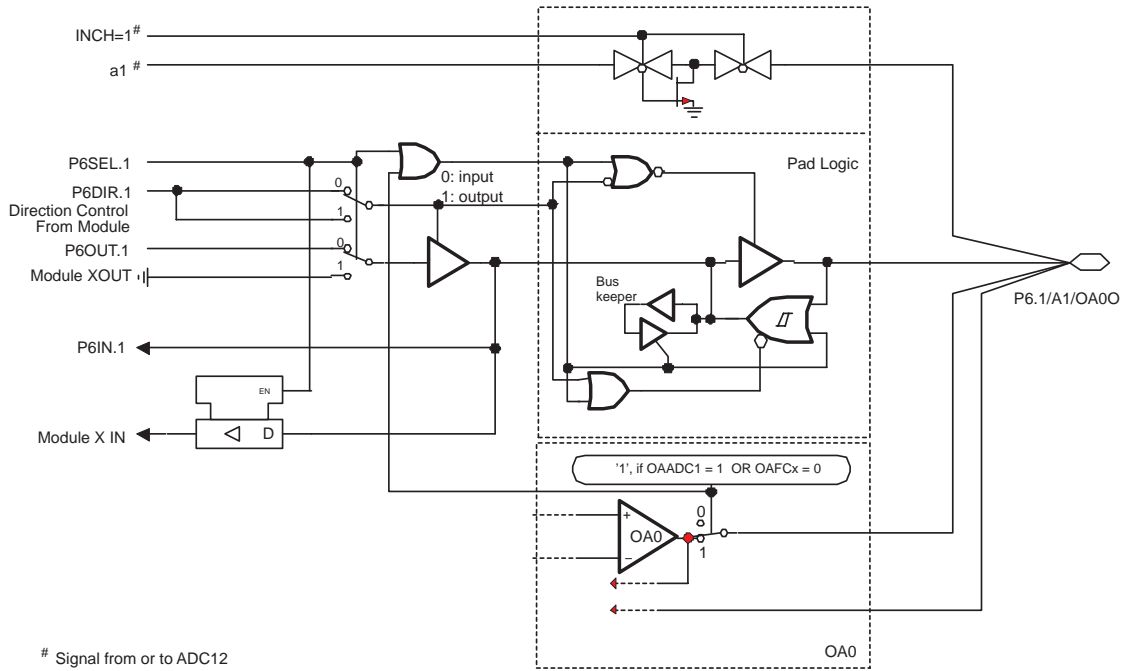 INCH=1#
a1 #
Pad Logic
P6SEL.1
0: input
1: output
P6DIR.1
0
Direction Control
From Module
1
P6OUT.1
0
Module XOUT
1
Bus
keeper
P6.1/A1/OA0O
P6IN.1
EN
Module X IN
D
'1', if OAADC1 = 1 OR OAFCx = 0
0
+
OA0
−
1
OA0
# Signal from or to ADC12